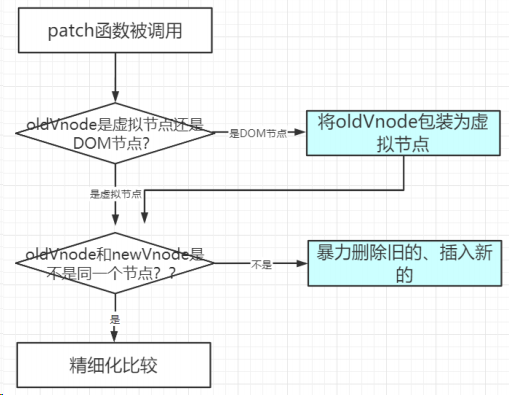 patch函数被调用
oldVnode是虚拟节点还是
DOM节点?
是DOM节点
将oldVnode包装为虚
拟节点
是虚拟节点
oldVnode和newVnode是
不是同一个节点? ?
不是
暴力删除旧的、插入新
的
是
精细化比较